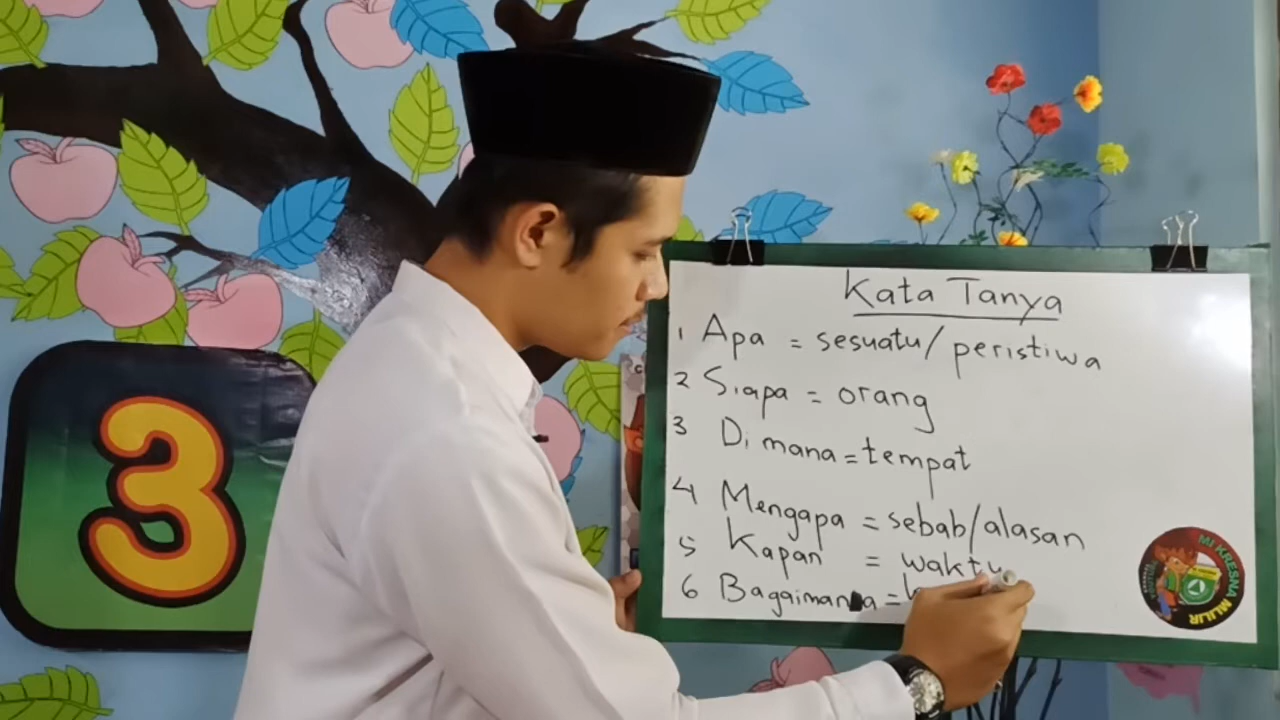 Kata Tanya
1 Apa = sesuatu/peristiwa
2 Siapa = orang
3 Di mana = tempat
4 Mengapa = sebab/alasan
5 Kapan = waktu
6 Bagaimana =
3
MI KRESNA MLILIR